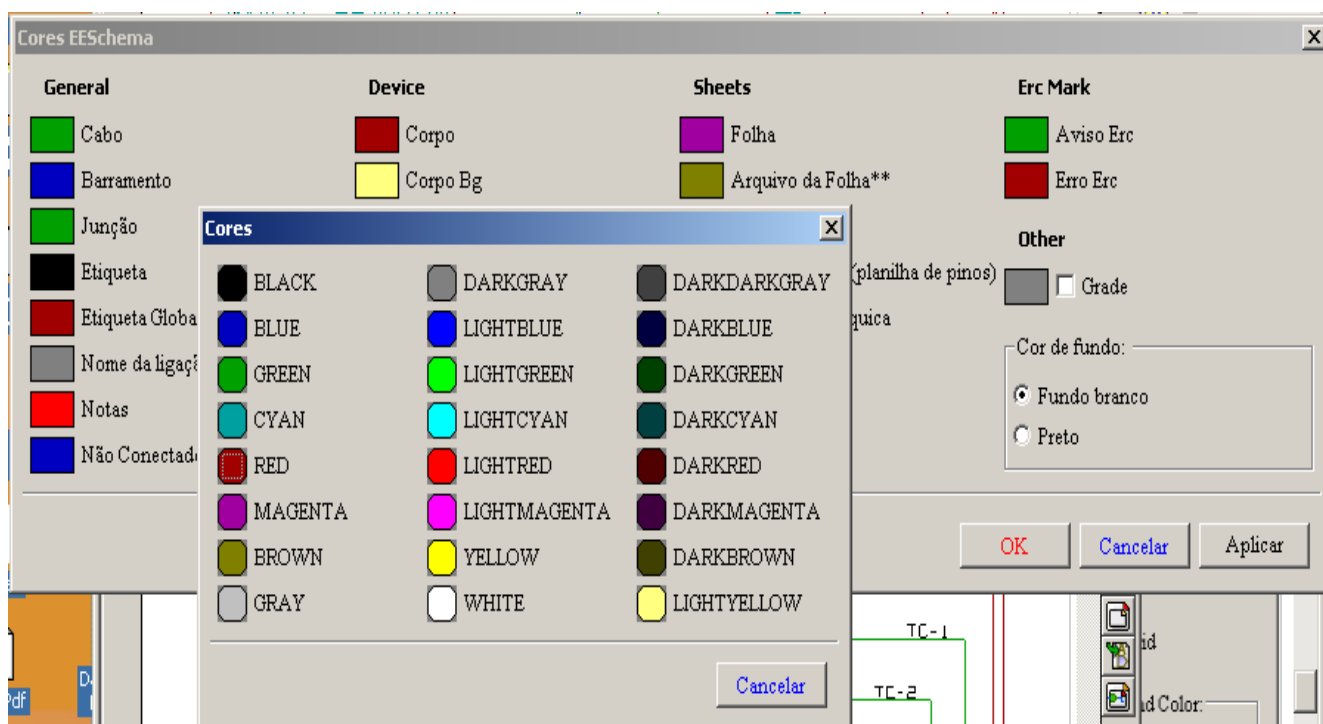 Cores EESchema
General
Cabo
Barramento
Junção
Etiqueta
Etiqueta Globa
Nome da ligaçã
Notas
Não Conectad
Device
Corpo
Corpo Bg
Sheets
Folha
Arquivo da Folha**
(planilha de pinos)
quica
Erc Mark
Aviso Erc
Erro Erc
Other
Grade
Cor de fundo:
Fundo branco
Preto
OK Cancelar Aplicar
Cores
BLACK DARKGRAY DARKDARKGRAY
BLUE LIGHTBLUE DARKBLUE
GREEN LIGHTGREEN DARKGREEN
CYAN LIGHTCYAN DARKCYAN
RED LIGHTRED DARKRED
MAGENTA LIGHTMAGENTA DARKMAGENTA
BROWN YELLOW DARKBROWN
GRAY WHITE LIGHTYELLOW
Cancelar
TC-1
TC-2
id
nd Color:
Pdf